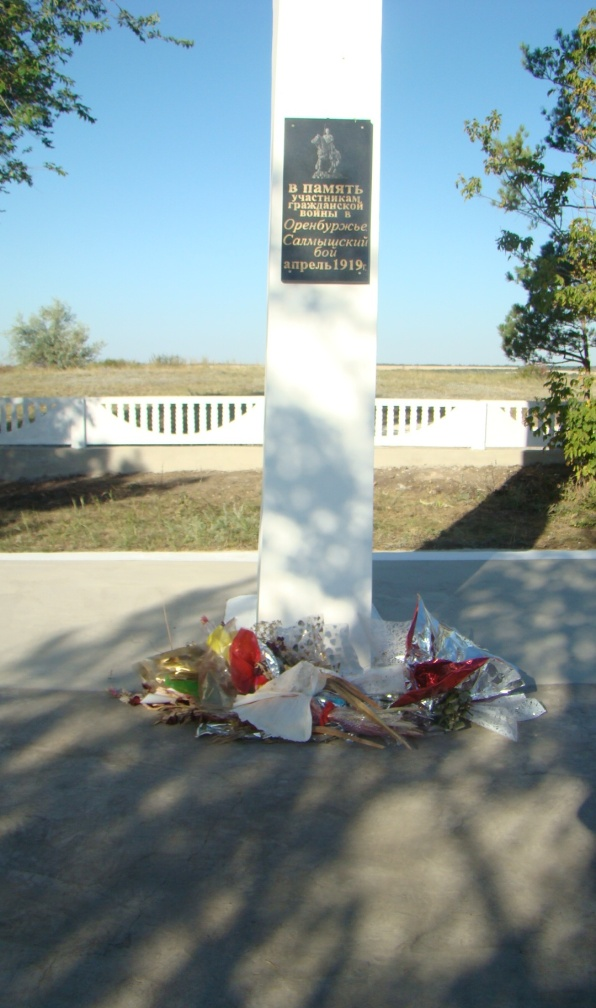 в память
участникам
гражданской
войны в
Оренбуржье
Салмышский
бой
апрель 1919г.